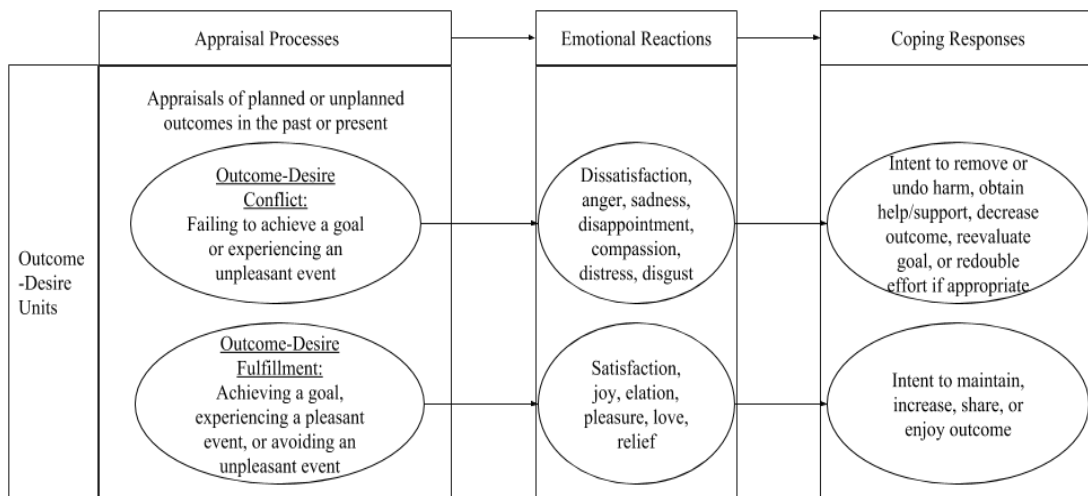 Appraisal Processes
Emotional Reactions
Coping Responses
Outcome
-Desire
Units
Appraisals of planned or unplanned
outcomes in the past or present
Outcome-Desire
Conflict:
Failing to achieve a goal
or experiencing an
unpleasant event
Dissatisfaction,
anger, sadness,
disappointment,
compassion,
distress, disgust
Intent to remove or
undo harm, obtain
help/support, decrease
outcome, reevaluate
goal, or redouble
effort if appropriate
Outcome-Desire
Fulfillment:
Achieving a goal,
experiencing a pleasant
event, or avoiding an
unpleasant event
Satisfaction,
joy, elation,
pleasure, love,
relief
Intent to maintain,
increase, share, or
enjoy outcome